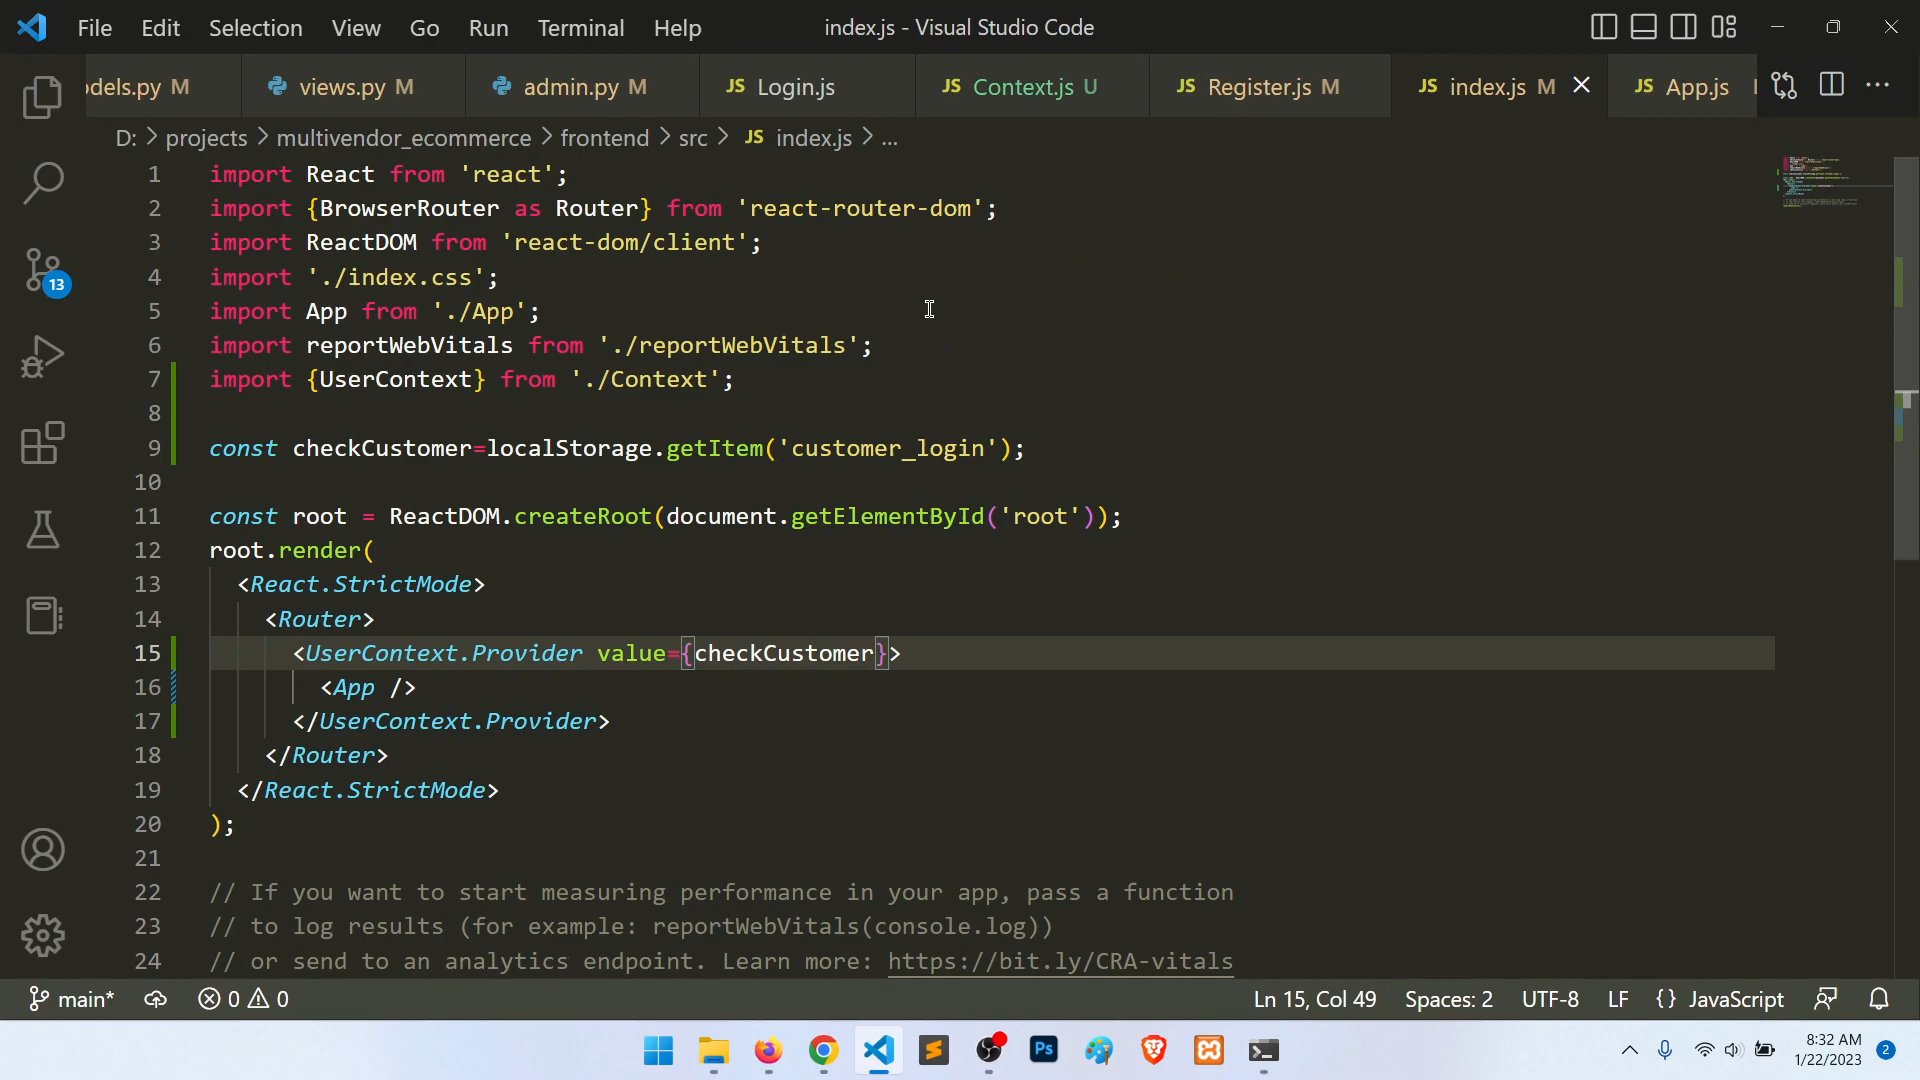 File Edit Selection View Go Run Terminal Help index.js - Visual Studio Code
odels.py M views.py M admin.py M JS Login.js JS Context.js U JS Register.js M JS index.js M JS App.js
D: > projects > multivendor_ecommerce > frontend > src > JS index.js > ...
1 import React from 'react';
2 import {BrowserRouter as Router} from 'react-router-dom';
3 import ReactDOM from 'react-dom/client';
4 import './index.css';
5 import App from './App';
6 import reportWebVitals from './reportWebVitals';
7 import {UserContext} from './Context';
8
9 const checkCustomer=localStorage.getItem('customer_login');
10
11 const root = ReactDOM.createRoot(document.getElementById('root'));
12 root.render(
13 <React.StrictMode>
14 <Router>
15 <UserContext.Provider value={checkCustomer}>
16 <App />
17 </UserContext.Provider>
18 </Router>
19 </React.StrictMode>
20 );
21
22 // If you want to start measuring performance in your app, pass a function
23 // to log results (for example: reportWebVitals(console.log))
24 // or send to an analytics endpoint. Learn more: https://bit.ly/CRA-vitals
13
main* 0 0 Ln 15, Col 49 Spaces: 2 UTF-8 LF {} JavaScript
Ps
8:32 AM
1/22/2023
2